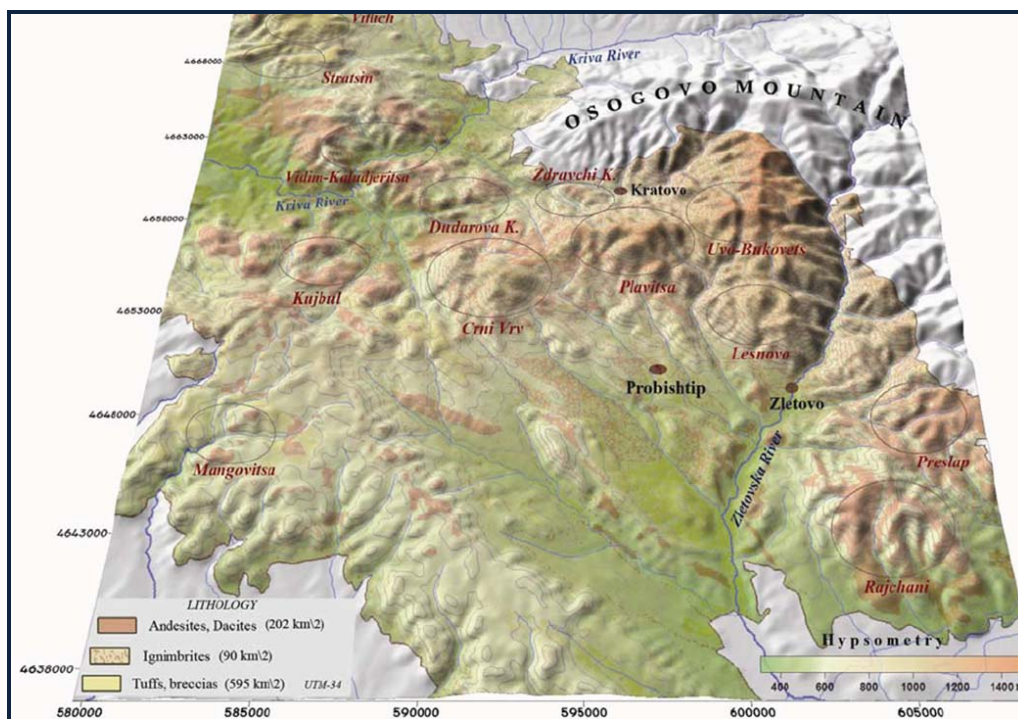 Vilach
Kriva River
4668000
Stratsin
OSOGOVO MOUNTAIN
4663000
Vidim-Kaludjeritsa
Zdravchi K.
Kratovo
Kriva River
4658000
Dudarova K.
Uvo-Bukovets
Kujbul
Plavitsa
4653000
Crni Vrv
Lesnovo
Probishtip
Zletovo
4648000
Mangovitsa
Preslap
Zletovska River
4643000
Rajchani
LITHOLOGY
Andesites, Dacites (202 km\2)
Ignimbrites (90 km\2)
Tuffs, breccias (595 km\2) UTM-34
Hypsometry
400 600 800 1000 1200 1400
4638000
580000 585000 590000 595000 600000 605000